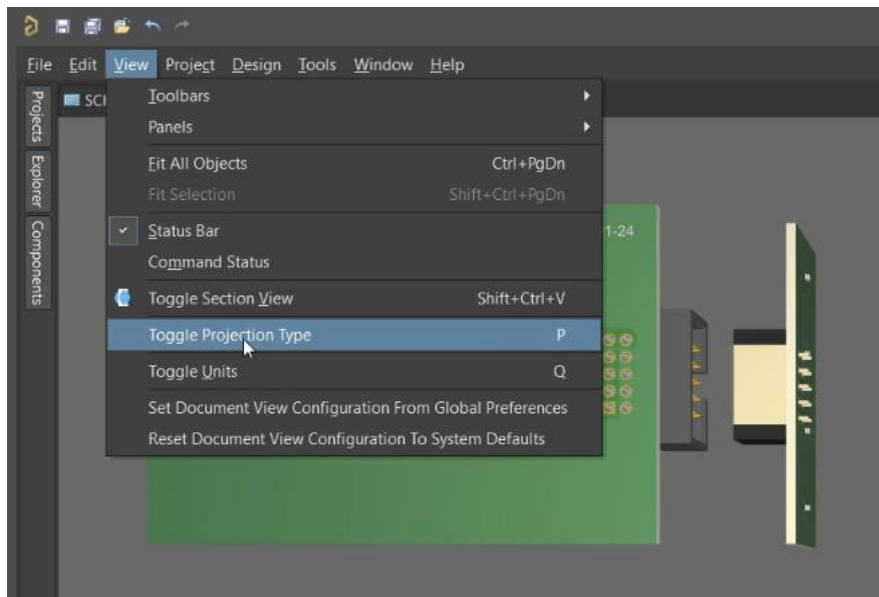 File Edit View Project Design Tools Window Help
Projects
Explorer
Components
SCH
Toolbars
Panels
Fit All Objects Ctrl+PgDn
Fit Selection Shift+Ctrl+PgDn
Status Bar
Command Status
Toggle Section View Shift+Ctrl+V
Toggle Projection Type P
Toggle Units Q
Set Document View Configuration From Global Preferences
Reset Document View Configuration To System Defaults
1-24